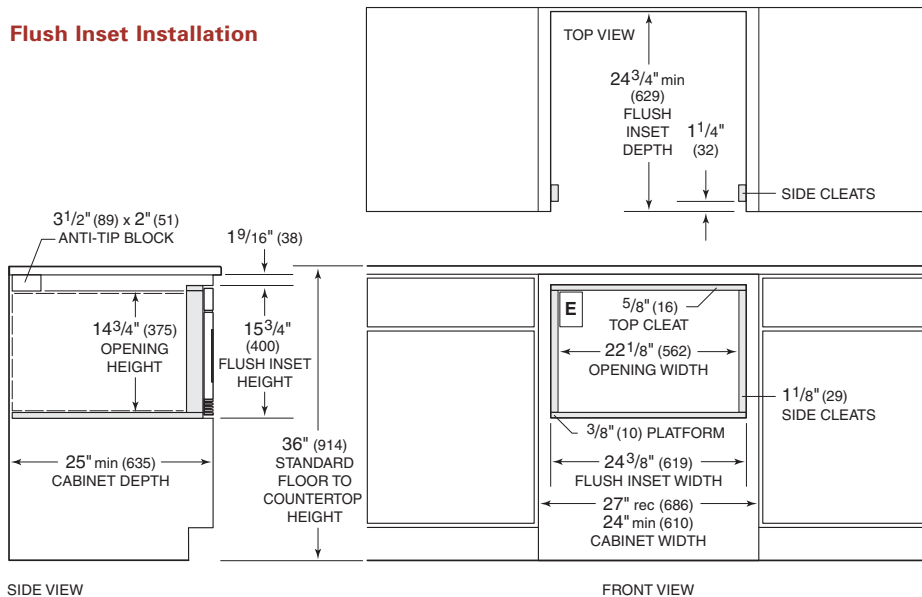 Flush Inset Installation
TOP VIEW
24 3/4" min
(629)
FLUSH
INSET
DEPTH
1 1/4"
(32)
SIDE CLEATS
3 1/2" (89) x 2" (51)
ANTI-TIP BLOCK
1 9/16" (38)
14 3/4" (375)
OPENING
HEIGHT
15 3/4"
(400)
FLUSH INSET
HEIGHT
25" min (635)
CABINET DEPTH
36" (914)
STANDARD
FLOOR TO
COUNTERTOP
HEIGHT
E
5/8" (16)
TOP CLEAT
22 1/8" (562)
OPENING WIDTH
1 1/8" (29)
SIDE CLEATS
3/8" (10) PLATFORM
24 3/8" (619)
FLUSH INSET WIDTH
27" rec (686)
24" min (610)
CABINET WIDTH
SIDE VIEW
FRONT VIEW